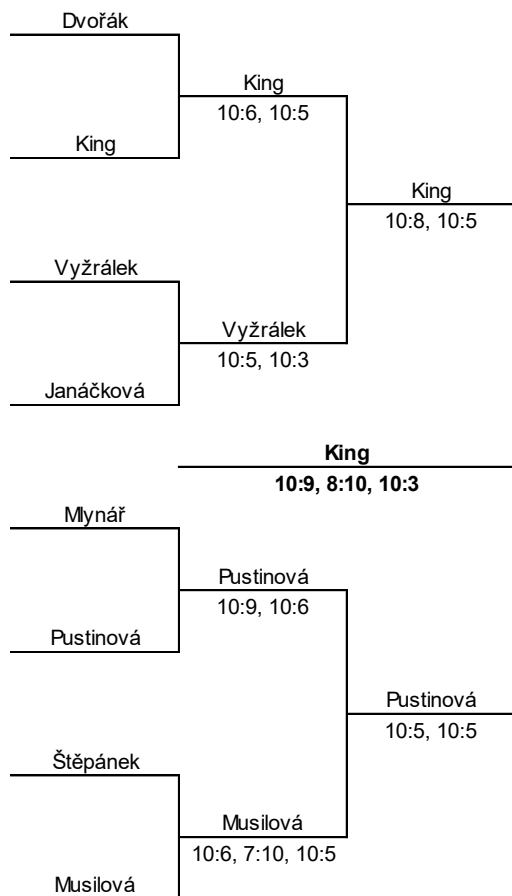 Dvořák
King
10:6, 10:5
King
King
10:8, 10:5
Vyžrálek
Vyžrálek
10:5, 10:3
Janáčková
King
10:9, 8:10, 10:3
Mlynář
Pustinová
10:9, 10:6
Pustinová
Pustinová
10:5, 10:5
Štěpánek
Musilová
10:6, 7:10, 10:5
Musilová